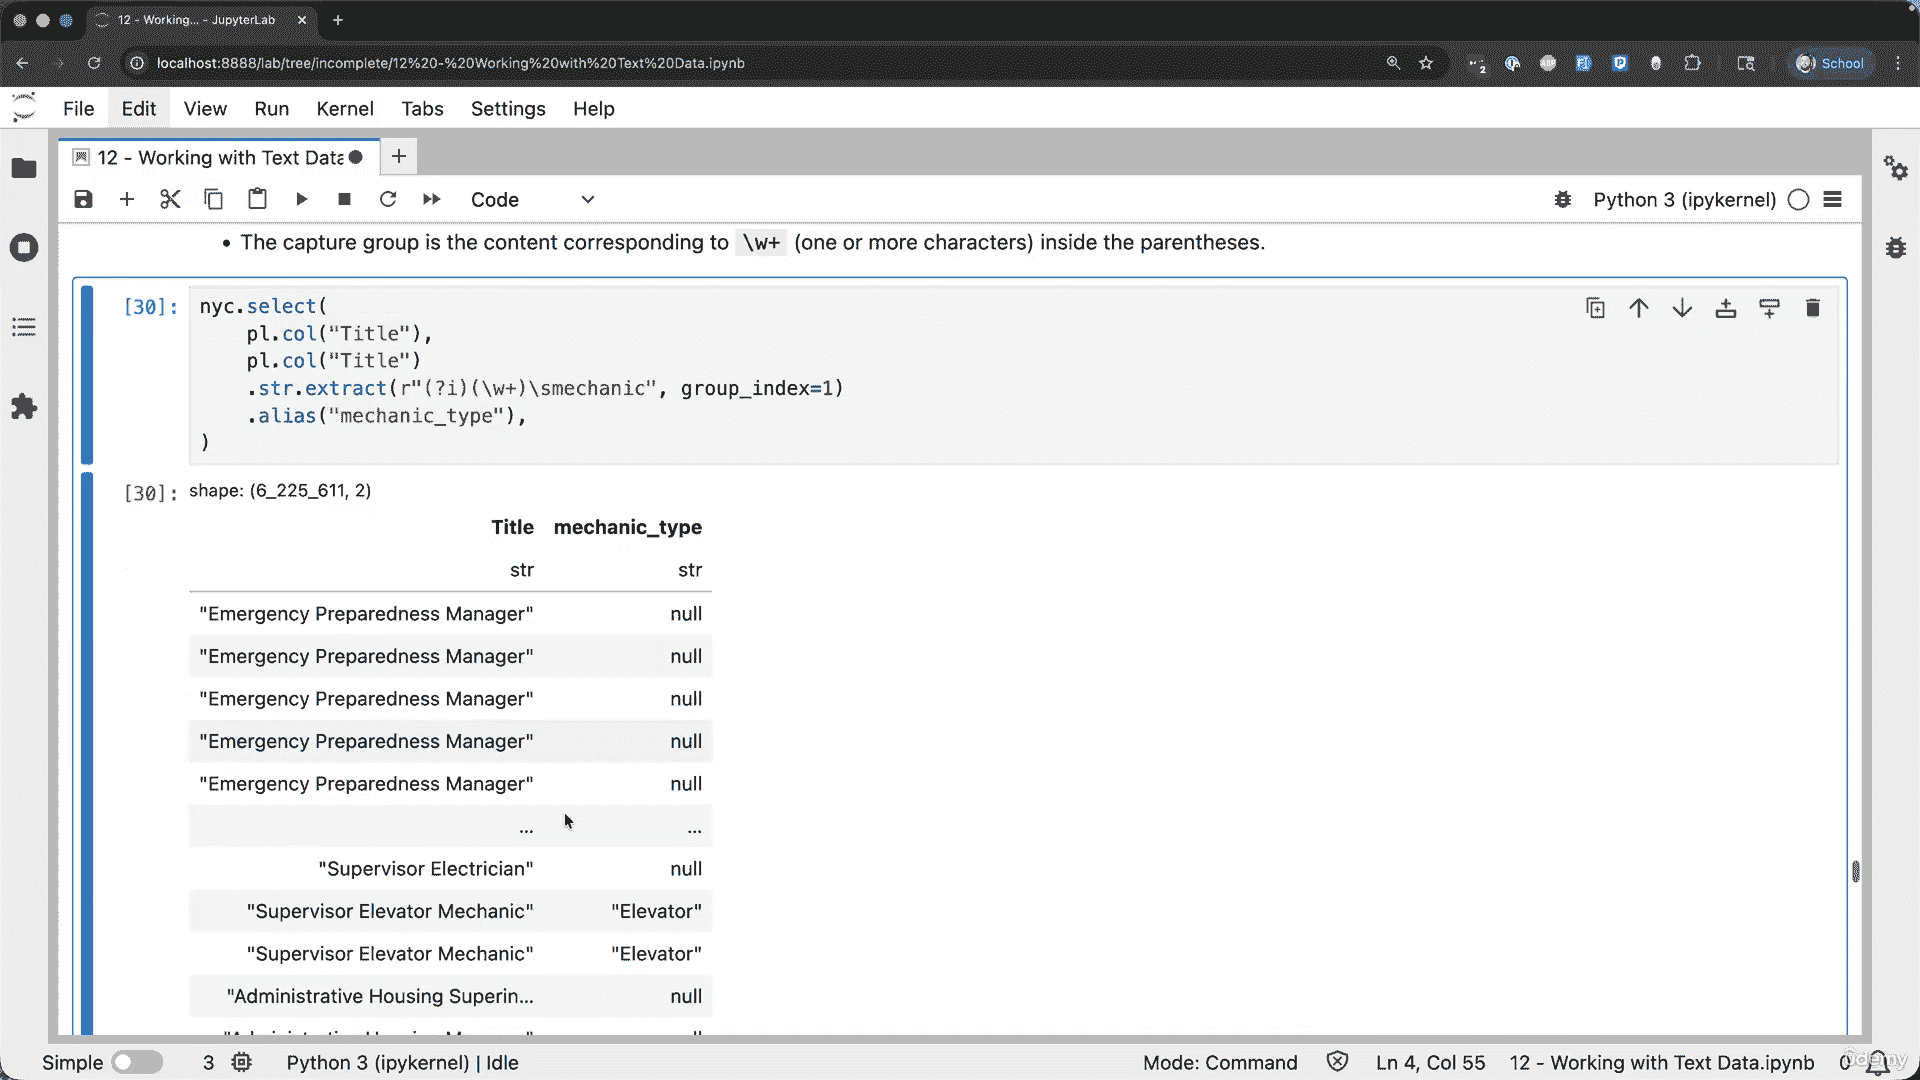 12 - Working... - JupyterLab
localhost:8888/lab/tree/incomplete/12%20-%20Working%20with%20Text%20Data.ipynb
2
ABP
School
File Edit View Run Kernel Tabs Settings Help
12 - Working with Text Data
Code
Python 3 (ipykernel)
• The capture group is the content corresponding to \w+ (one or more characters) inside the parentheses.
[30]: nyc.select(
pl.col("Title"),
pl.col("Title")
.str.extract(r"(?i)(\w+)\smechanic", group_index=1)
.alias("mechanic_type"),
)
[30]: shape: (6_225_611, 2)
Title mechanic_type
str str
"Emergency Preparedness Manager" null
"Emergency Preparedness Manager" null
"Emergency Preparedness Manager" null
"Emergency Preparedness Manager" null
"Emergency Preparedness Manager" null
... ...
"Supervisor Electrician" null
"Supervisor Elevator Mechanic" "Elevator"
"Supervisor Elevator Mechanic" "Elevator"
"Administrative Housing Superin... null
Simple 3 Python 3 (ipykernel) | Idle Mode: Command Ln 4, Col 55 12 - Working with Text Data.ipynb 0
Udemy